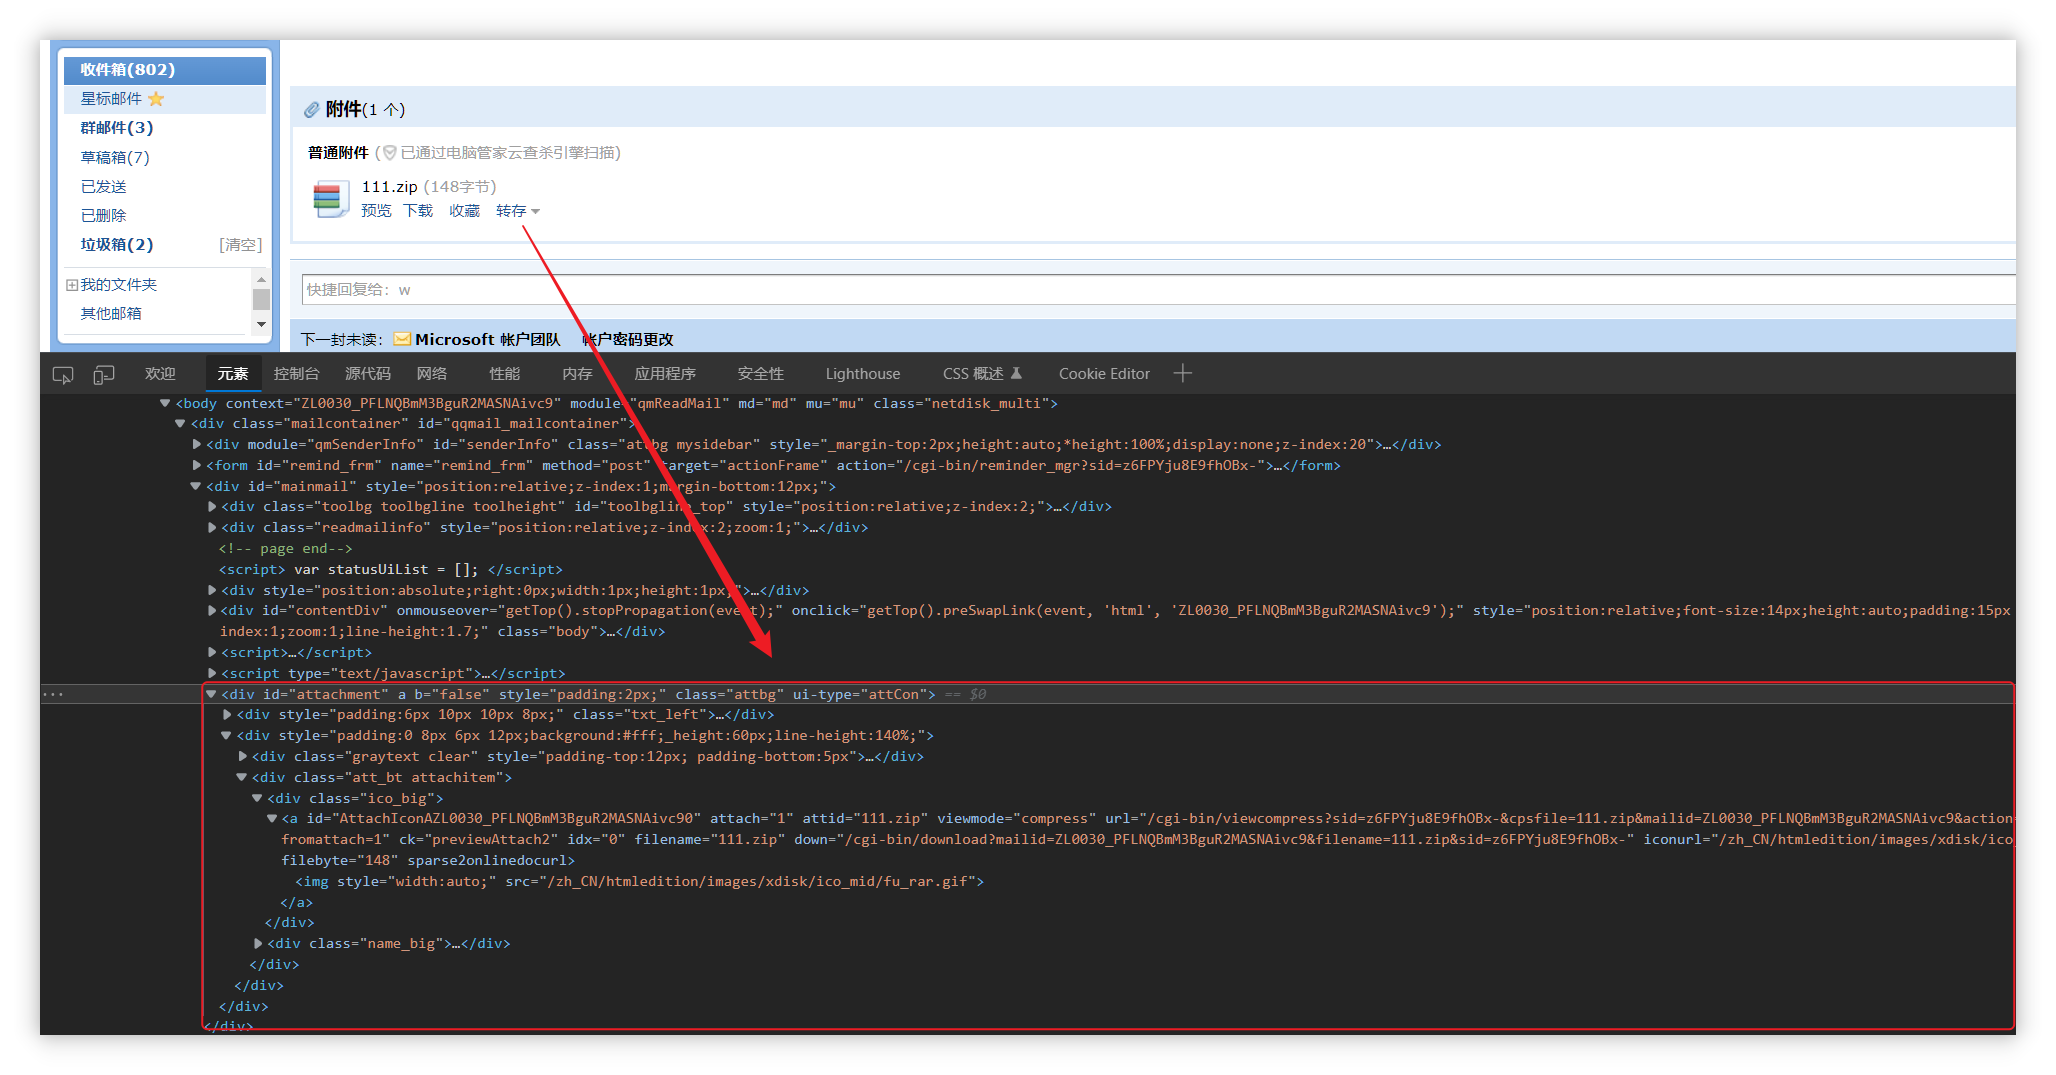 收件箱(802)
星标邮件
群邮件(3)
草稿箱(7)
已发送
已删除
垃圾箱(2) [清空]
我的文件夹
其他邮箱
附件(1 个)
普通附件 (已通过电脑管家云查杀引擎扫描)
111.zip (148字节)
预览 下载 收藏 转存
快捷回复给: w
下一封未读: Microsoft 帐户团队 帐户密码更改
欢迎 元素 控制台 源代码 网络 性能 内存 应用程序 安全性 Lighthouse CSS 概述 Cookie Editor
<body context="ZL0030_PFLNQBmM3BguR2MASNAivc9" module="qmReadMail" md="md" mu="mu" class="netdisk_multi">
<div class="mailcontainer" id="qqmail_mailcontainer">
<div module="qmSenderInfo" id="senderInfo" class="attbg mysidebar" style="_margin-top:2px;height:auto;*height:100%;display:none;z-index:20">…</div>
<form id="remind_frm" name="remind_frm" method="post" target="actionFrame" action="/cgi-bin/reminder_mgr?sid=z6FPYju8E9fhOBx-">…</form>
<div id="mainmail" style="position:relative;z-index:1;margin-bottom:12px;">
<div class="toolbg toolbgline toolheight" id="toolbgline_top" style="position:relative;z-index:2;">…</div>
<div class="readmailinfo" style="position:relative;z-index:2;zoom:1;">…</div>
<!-- page end-->
<script> var statusUiList = []; </script>
<div style="position:absolute;right:0px;width:1px;height:1px;">…</div>
<div id="contentDiv" onmouseover="getTop().stopPropagation(event);" onclick="getTop().preSwapLink(event, 'html', 'ZL0030_PFLNQBmM3BguR2MASNAivc9');" style="position:relative;font-size:14px;height:auto;padding:15px
index:1;zoom:1;line-height:1.7;" class="body">…</div>
<script>…</script>
<script type="text/javascript">…</script>
<div id="attachment" a b="false" style="padding:2px;" class="attbg" ui-type="attCon"> == $0
<div style="padding:6px 10px 10px 8px;" class="txt_left">…</div>
<div style="padding:0 8px 6px 12px;background:#fff;_height:60px;line-height:140%;">
<div class="graytext clear" style="padding-top:12px; padding-bottom:5px">…</div>
<div class="att_bt attachitem">
<div class="ico_big">
<a id="AttachIconAZL0030_PFLNQBmM3BguR2MASNAivc90" attach="1" attid="111.zip" viewmode="compress" url="/cgi-bin/viewcompress?sid=z6FPYju8E9fhOBx-&cpsfile=111.zip&mailid=ZL0030_PFLNQBmM3BguR2MASNAivc9&action=
fromattach=1" ck="previewAttach2" idx="0" filename="111.zip" down="/cgi-bin/download?mailid=ZL0030_PFLNQBmM3BguR2MASNAivc9&filename=111.zip&sid=z6FPYju8E9fhOBx-" iconurl="/zh_CN/htmledition/images/xdisk/ico_
filebyte="148" sparse2onlinedocurl>
<img style="width:auto;" src="/zh_CN/htmledition/images/xdisk/ico_mid/fu_rar.gif">
</a>
</div>
<div class="name_big">…</div>
</div>
</div>
</div>
</div>